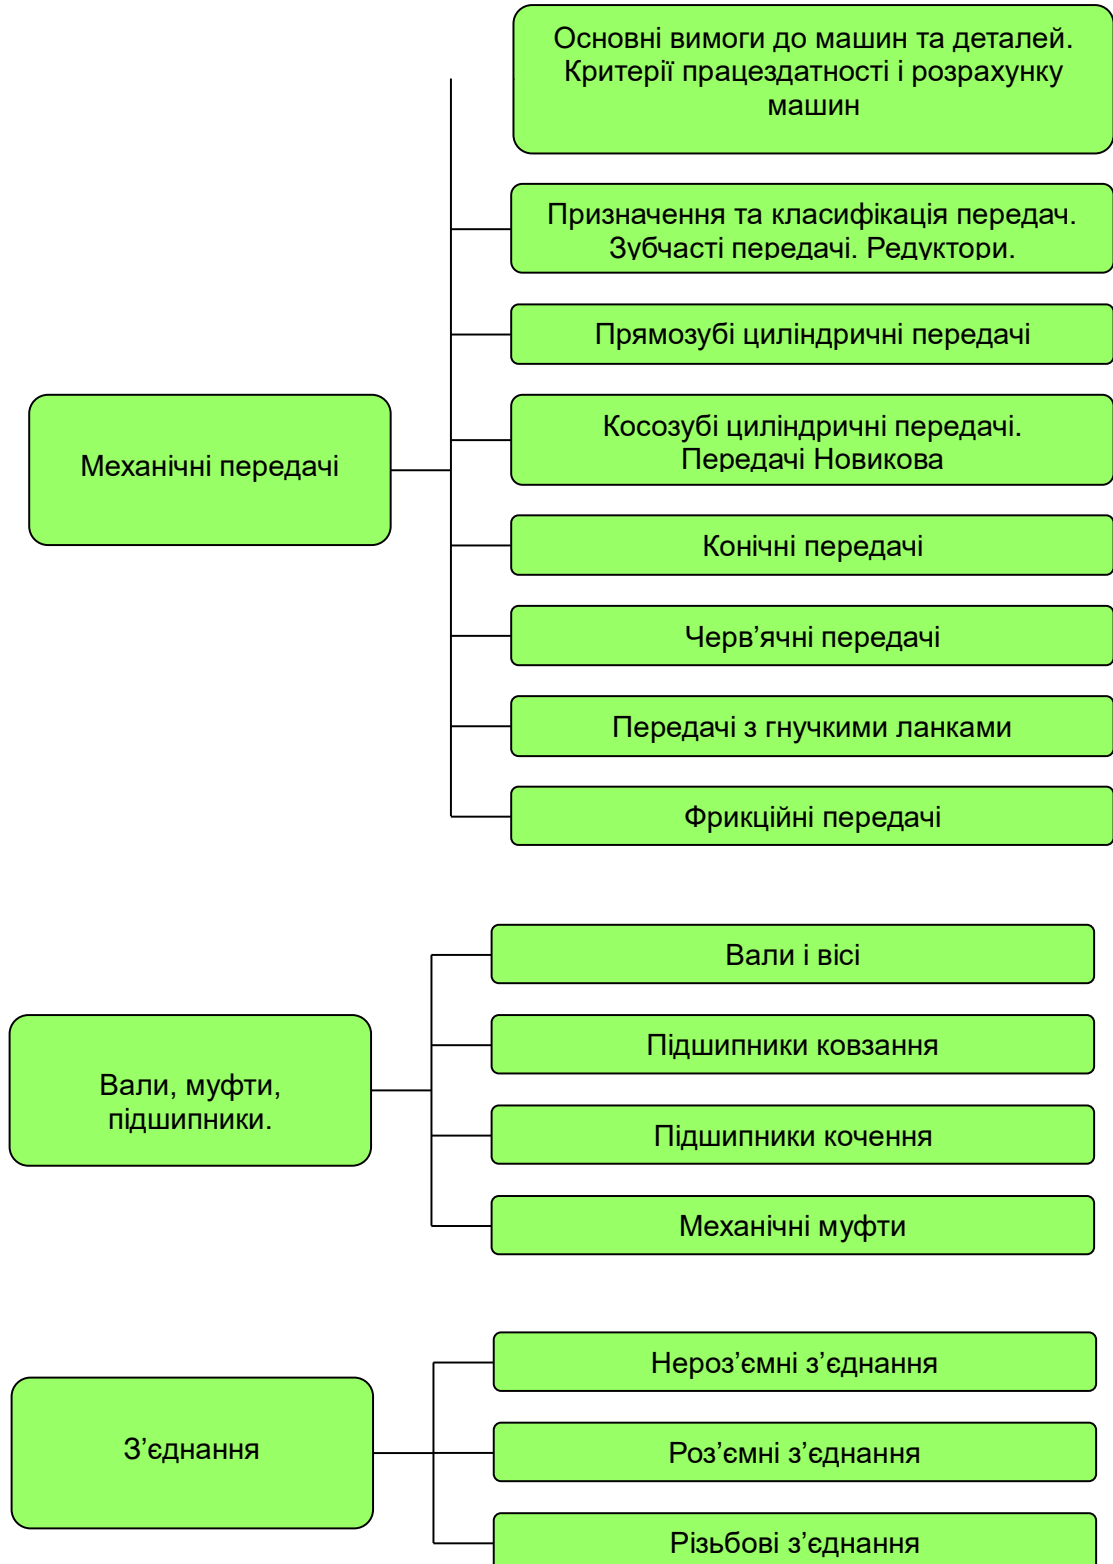 Основні вимоги до машин та деталей.
Критерії працездатності і розрахунку
машин
Призначення та класифікація передач.
Зубчасті передачі. Редуктори.
Прямозубі циліндричні передачі
Механічні передачі
Косозубі циліндричні передачі.
Передачі Новикова
Конічні передачі
Черв’ячні передачі
Передачі з гнучкими ланками
Фрикційні передачі
Вали, муфти,
підшипники.
Вали і вісі
Підшипники ковзання
Підшипники кочення
Механічні муфти
З’єднання
Нероз’ємні з’єднання
Роз’ємні з’єднання
Різьбові з’єднання